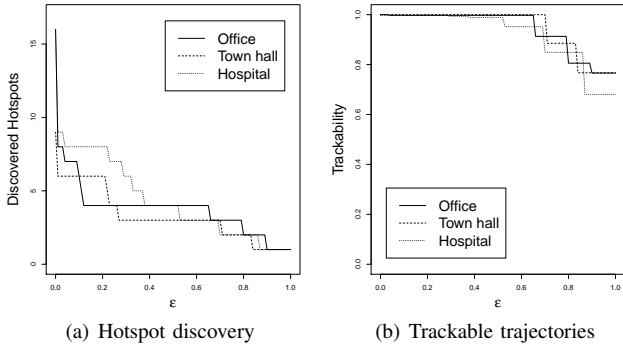 Discovered Hotspots
15
10
5
0
Office
Town hall
Hospital
0.0 0.2 0.4 0.6 0.8 1.0
ε
(a) Hotspot discovery
Trackability
1.0
0.8
0.6
0.4
0.2
0.0
Office
Town hall
Hospital
0.0 0.2 0.4 0.6 0.8 1.0
ε
(b) Trackable trajectories